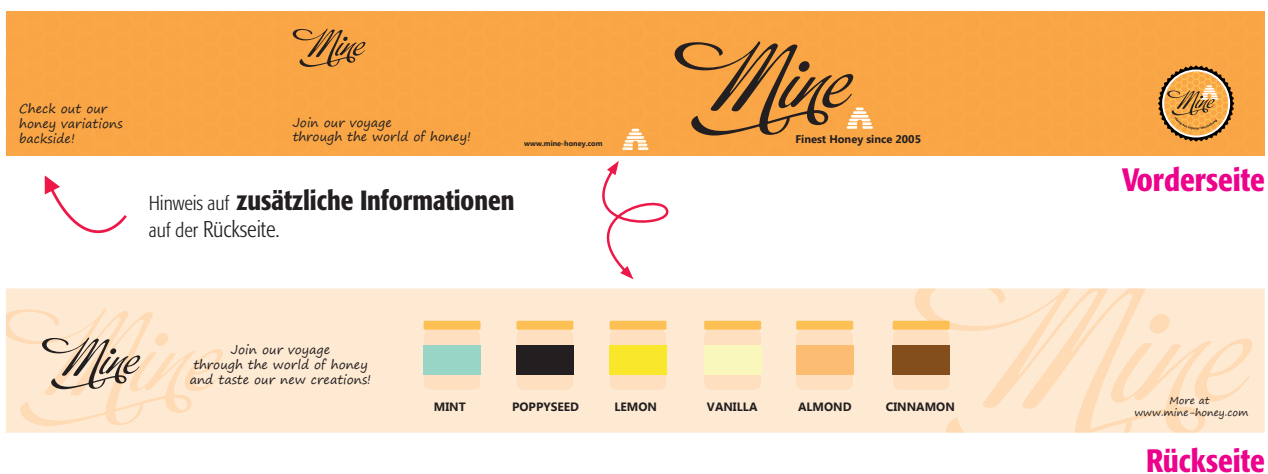 Check out our
honey variations
backside!
Mine
Join our voyage
through the world of honey!
www.mine-honey.com
Mine
Finest Honey since 2005
Mine
Vorderseite
Hinweis auf zusätzliche Informationen
auf der Rückseite.
Mine
Mine
Join our voyage
through the world of honey
and taste our new creations!
MINT
POPPYSEED
LEMON
VANILLA
ALMOND
CINNAMON
Mine
More at
www.mine-honey.com
Rückseite